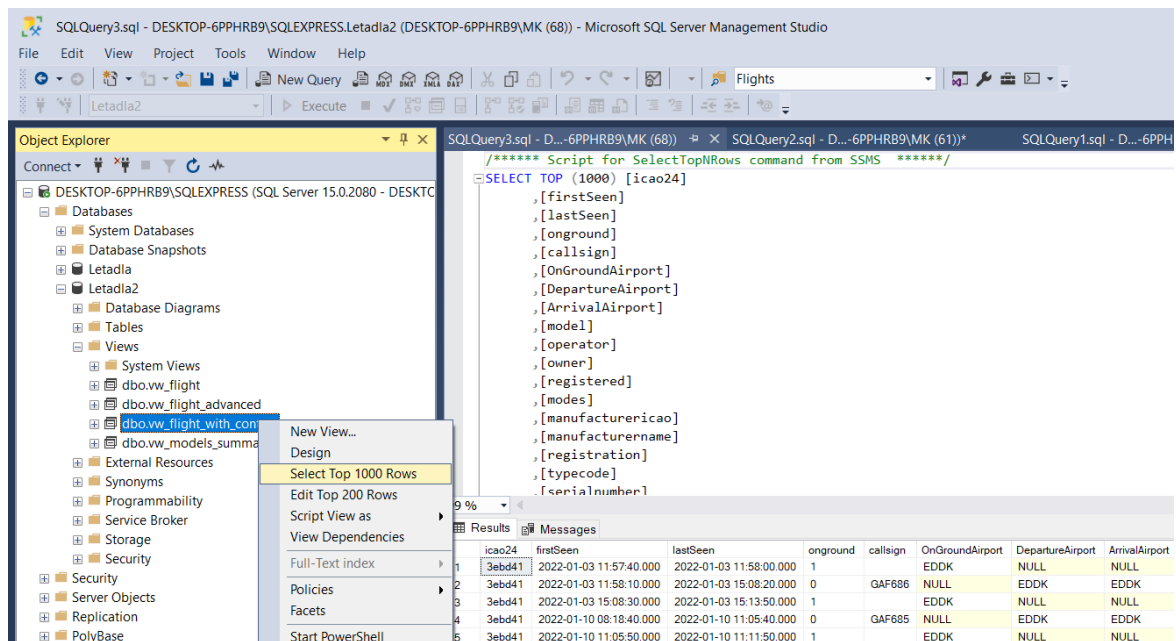 SQLQuery3.sql - DESKTOP-6PPHRB9\SQLEXPRESS.Letadla2 (DESKTOP-6PPHRB9\MK (68)) - Microsoft SQL Server Management Studio
File Edit View Project Tools Window Help
New Query MDX DMX XMLA DAX Flights
Letadla2 Execute
Object Explorer
Connect
DESKTOP-6PPHRB9\SQLEXPRESS (SQL Server 15.0.2080 - DESKTC
Databases
System Databases
Database Snapshots
Letadla
Letadla2
Database Diagrams
Tables
Views
System Views
dbo.vw_flight
dbo.vw_flight_advanced
dbo.vw_flight_with_con
dbo.vw_models_summa
External Resources
Synonyms
Programmability
Service Broker
Storage
Security
Security
Server Objects
Replication
PolyBase
New View...
Design
Select Top 1000 Rows
Edit Top 200 Rows
Script View as
View Dependencies
Full-Text index
Policies
Facets
Start PowerShell
SQLQuery3.sql - D...-6PPHRB9\MK (68)) SQLQuery2.sql - D...-6PPHRB9\MK (61))* SQLQuery1.sql - D...-6PPH
/****** Script for SelectTopNRows command from SSMS ******/
SELECT TOP (1000) [icao24]
,[firstSeen]
,[lastSeen]
,[onground]
,[callsign]
,[OnGroundAirport]
,[DepartureAirport]
,[ArrivalAirport]
,[model]
,[operator]
,[owner]
,[registered]
,[modes]
,[manufacturericao]
,[manufacturername]
,[registration]
,[typecode]
,[serialnumber]
9 %
Results Messages
icao24 firstSeen lastSeen onground callsign OnGroundAirport DepartureAirport ArrivalAirport
1 3ebd41 2022-01-03 11:57:40.000 2022-01-03 11:58:00.000 1 EDDK NULL NULL
2 3ebd41 2022-01-03 11:58:10.000 2022-01-03 15:08:20.000 0 GAF686 NULL EDDK EDDK
3 3ebd41 2022-01-03 15:08:30.000 2022-01-03 15:13:50.000 1 EDDK NULL NULL
4 3ebd41 2022-01-10 08:18:40.000 2022-01-10 11:05:40.000 0 GAF685 NULL EDDK EDDK
5 3ebd41 2022-01-10 11:05:50.000 2022-01-10 11:11:50.000 1 EDDK NULL NULL